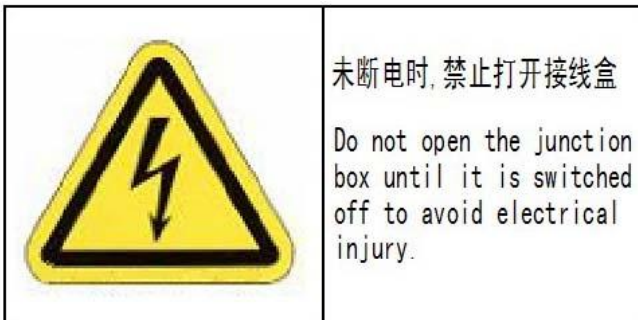 未断电时,禁止打开接线盒
Do not open the junction
box until it is switched
off to avoid electrical
injury.